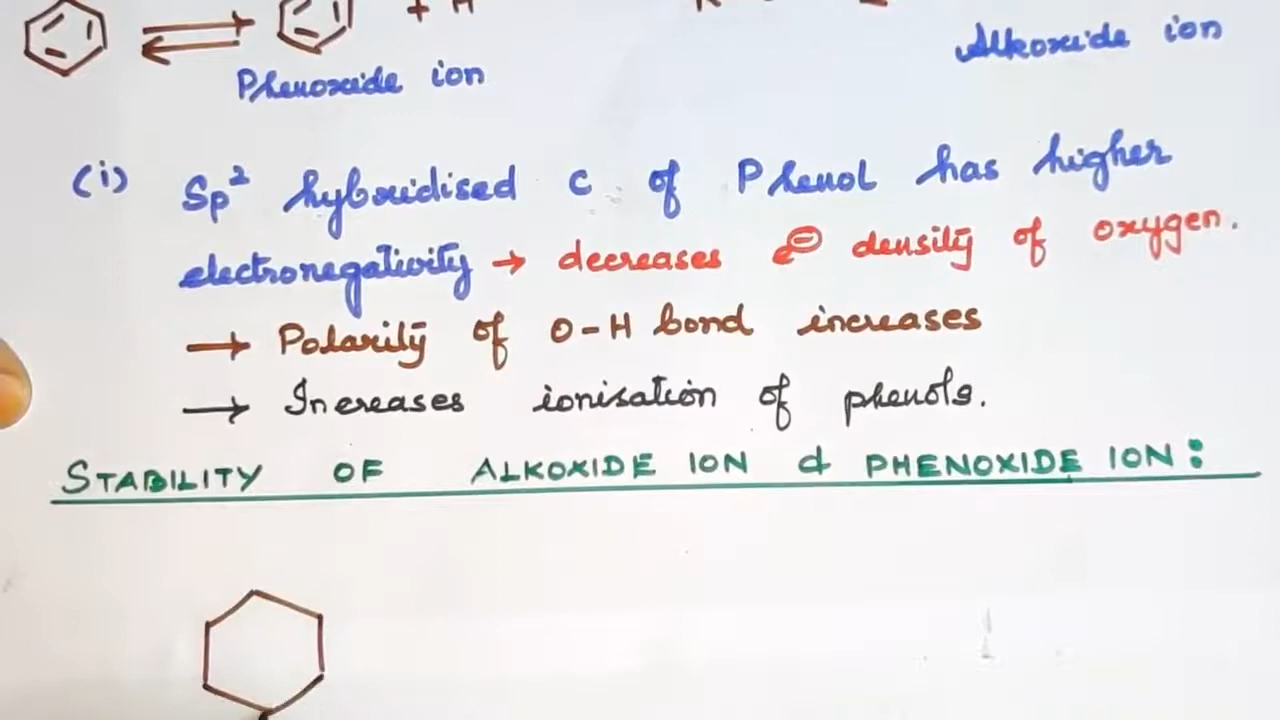 + H
Phenoxide ion
Alkoxide ion
(i) Sp² hybridised C of Phenol has higher
electronegativity → decreases e⊖ density of oxygen.
→ Polarity of O-H bond increases
→ Increases ionisation of phenols.
STABILITY OF ALKOXIDE ION & PHENOXIDE ION: